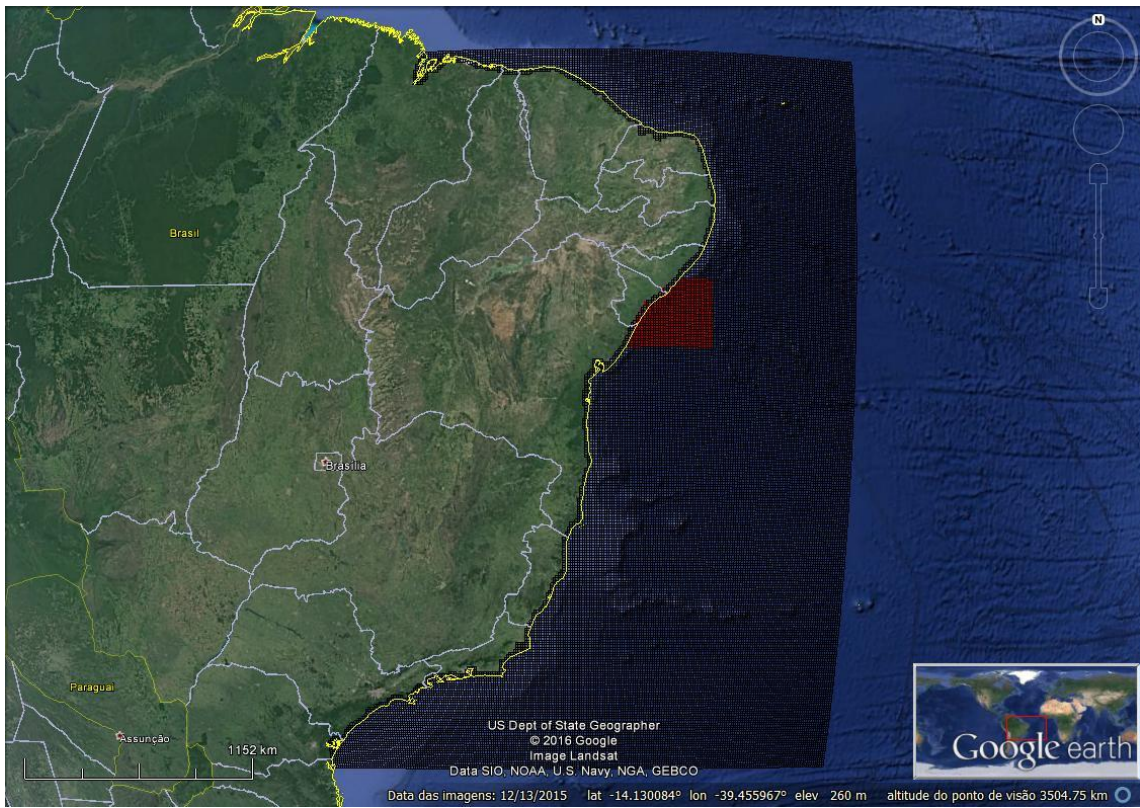 N
Brasil
Brasília
Paraguai
Assunção
1152 km
US Dept of State Geographer
© 2016 Google
Image Landsat
Data SIO, NOAA, U.S. Navy, NGA, GEBCO
Google earth
Data das imagens: 12/13/2015 lat -14.130084° lon -39.455967° elev 260 m altitude do ponto de visão 3504.75 km